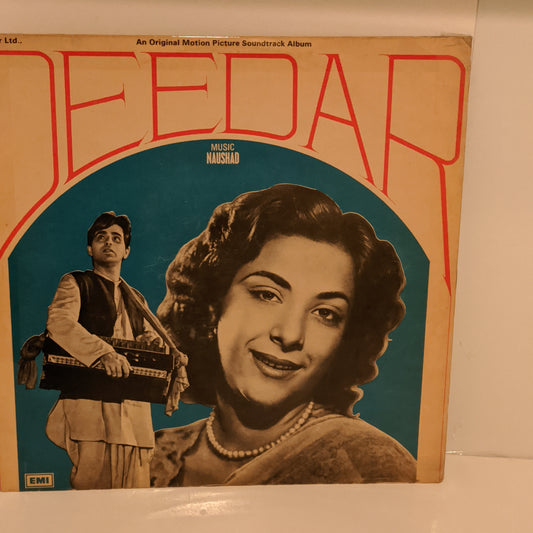 Ltd..
An Original Motion Picture Soundtrack Album
DEEDAR
MUSIC
NAUSHAD
EMI